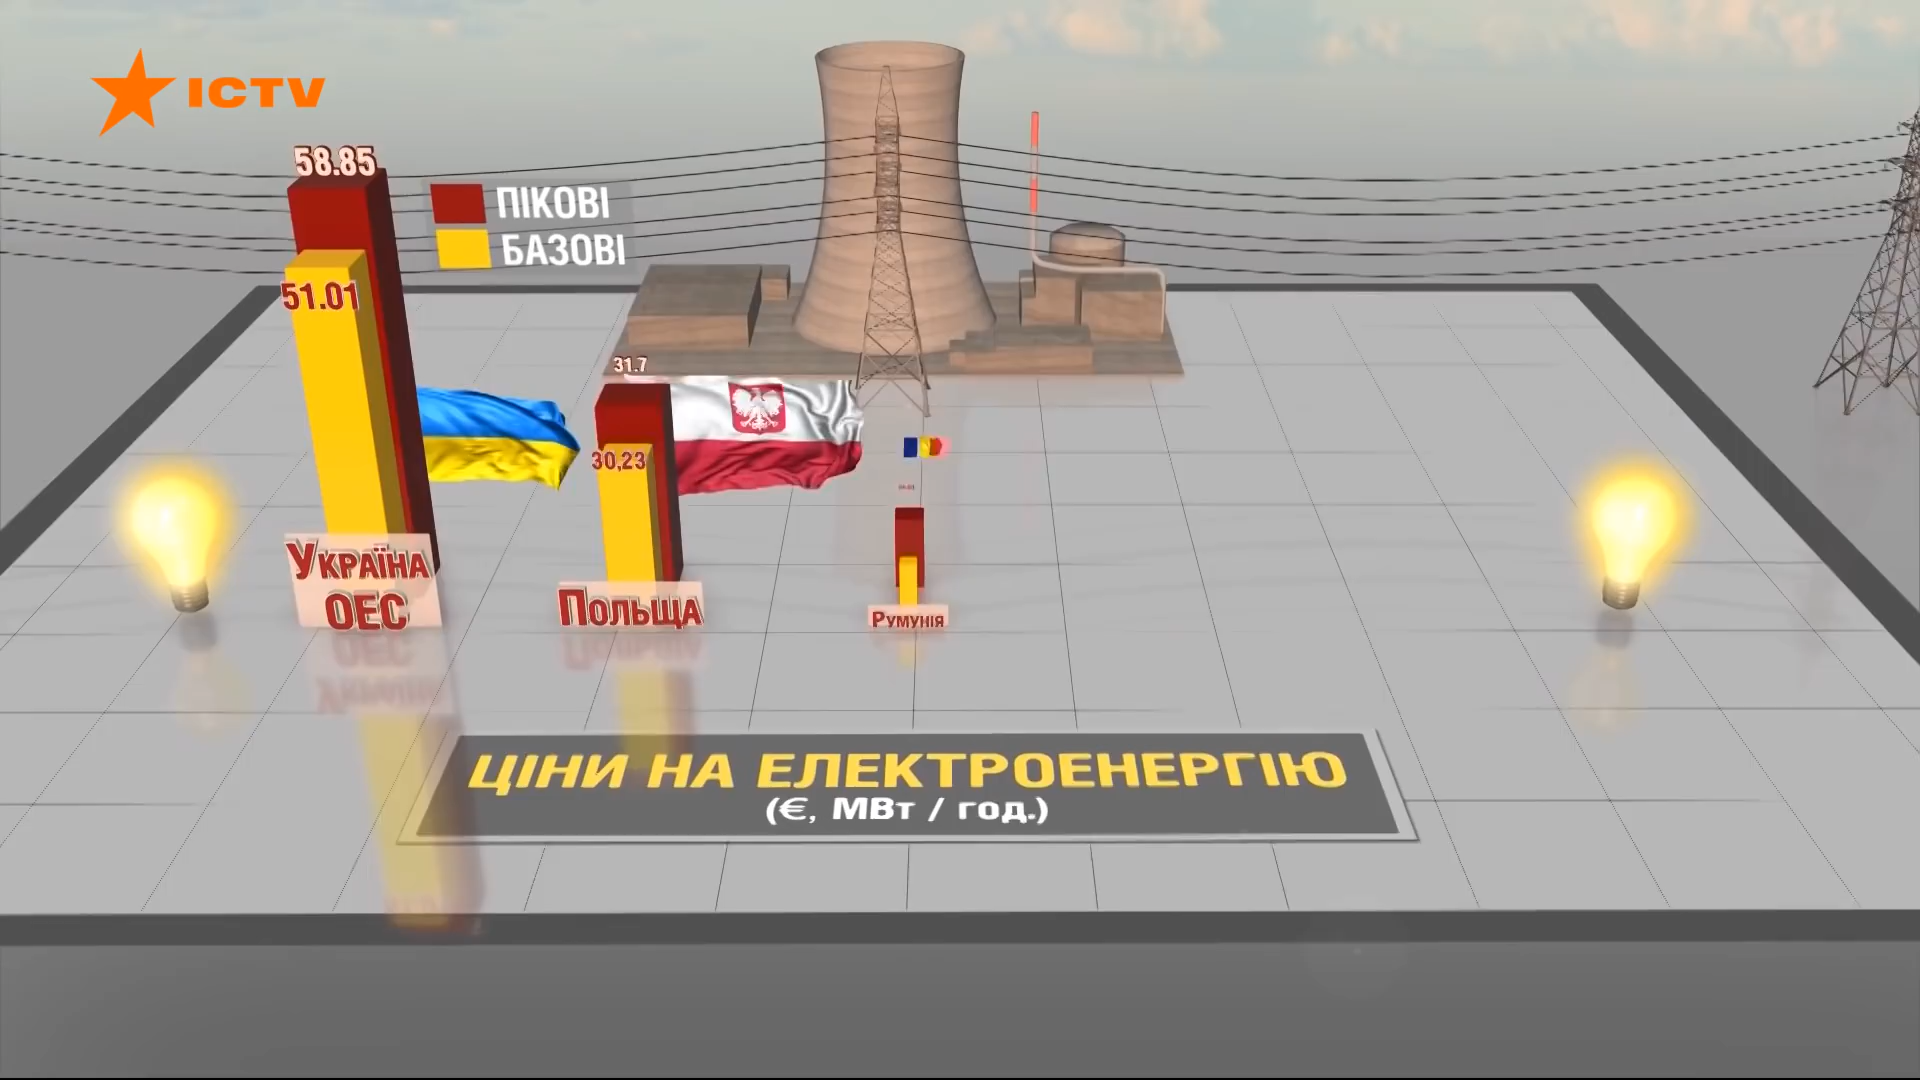 ICTV
58.85
ПІКОВІ
БАЗОВІ
51.01
31.7
30,23
Україна
ОЕС
Польща
Румунія
ЦІНИ НА ЕЛЕКТРОЕНЕРГІЮ
(€, МВт / год.)